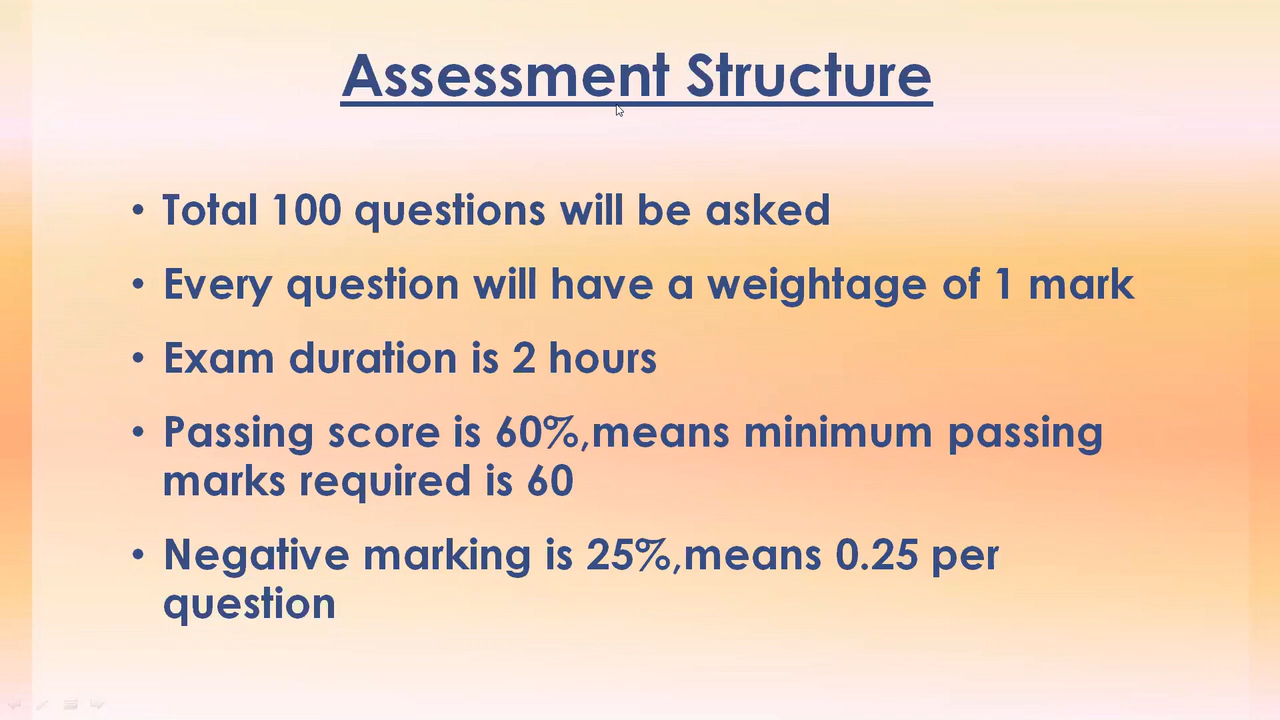 Assessment Structure
• Total 100 questions will be asked
• Every question will have a weightage of 1 mark
• Exam duration is 2 hours
• Passing score is 60%,means minimum passing
marks required is 60
• Negative marking is 25%,means 0.25 per
question